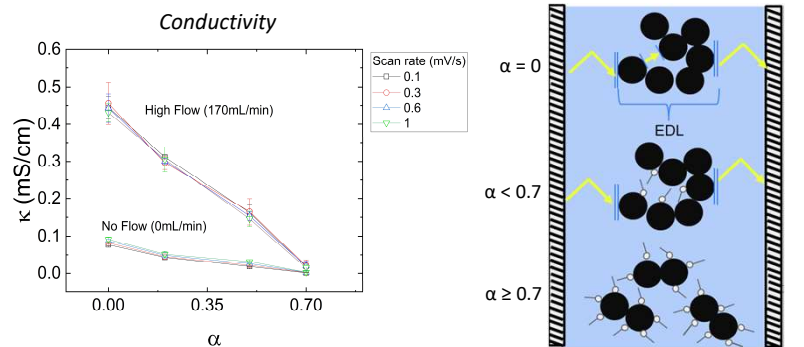 Conductivity
κ (mS/cm)
0.6
0.5
0.4
0.3
0.2
0.1
0.0
High Flow (170mL/min)
No Flow (0mL/min)
0.00 0.35 0.70
α
Scan rate (mV/s)
0.1
0.3
0.6
1
α = 0
EDL
α < 0.7
α ≥ 0.7